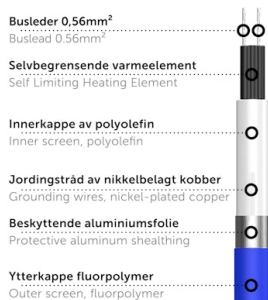 Busleder 0,56mm²
Buslead 0.56mm²
Selvbegrensende varmeelement
Self Limiting Heating Element
Innerkappe av polyolefin
Inner screen, polyolefin
Jordingstråd av nikkelbelagt kobber
Grounding wires, nickel-plated copper
Beskyttende aluminiumsfolie
Protective aluminum shealthing
Ytterkappe fluorpolymer
Outer screen, fluorpolymer